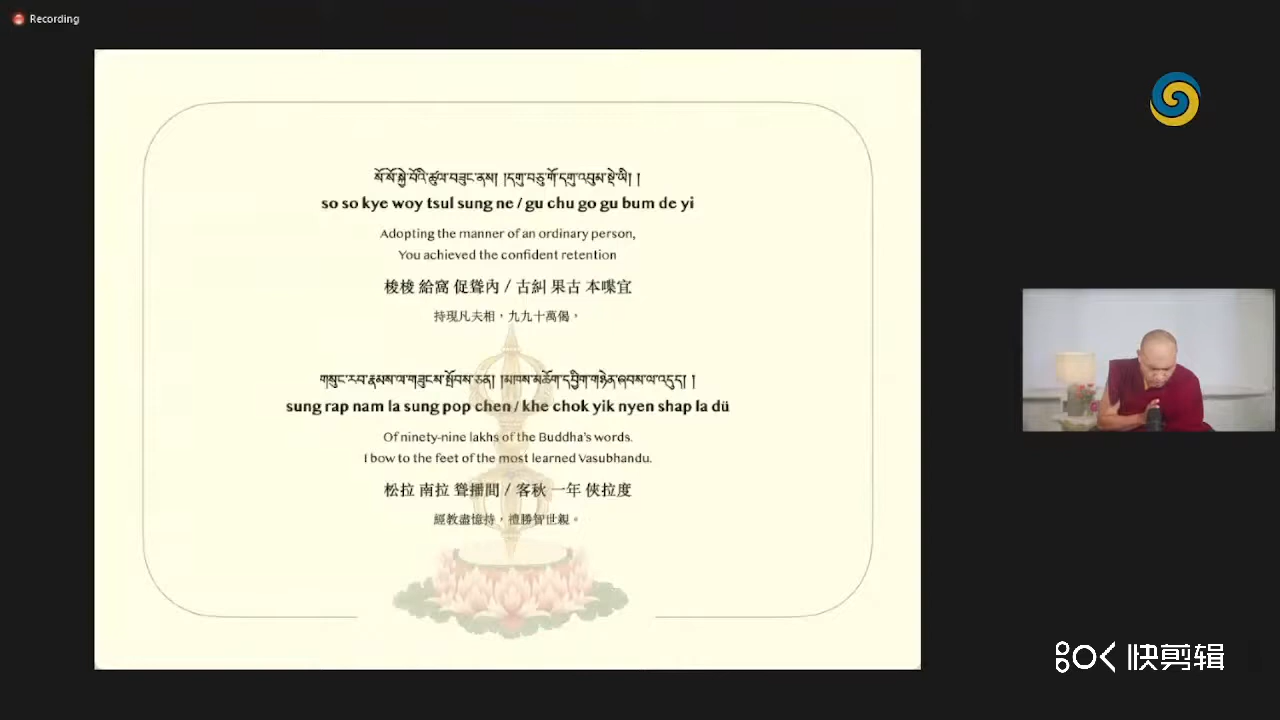 Recording
སོ་སོ་སྐྱེ་བོའི་ཚུལ་བཟུང་ནས། །དགུ་བཅུ་གོ་དགུ་འབུམ་སྡེ་ཡི། །
so so kye woy tsul sung ne / gu chu go gu bum de yi
Adopting the manner of an ordinary person,
You achieved the confident retention
梭梭 給窩 促聳內 / 古糾 果古 本喋宜
持現凡夫相，九九十萬偈，
གསུང་རབ་རྣམས་ལ་གཟུངས་སྤོབས་ཅན། །མཁས་མཆོག་དབྱིག་གཉེན་ཞབས་ལ་འདུད། །
sung rap nam la sung pop chen / khe chok yik nyen shap la dü
Of ninety-nine lakhs of the Buddha’s words.
I bow to the feet of the most learned Vasubhandu.
松拉 南拉 聳播間 / 客秋 一年 俠拉度
經教盡憶持，禮勝智世親。
快剪辑